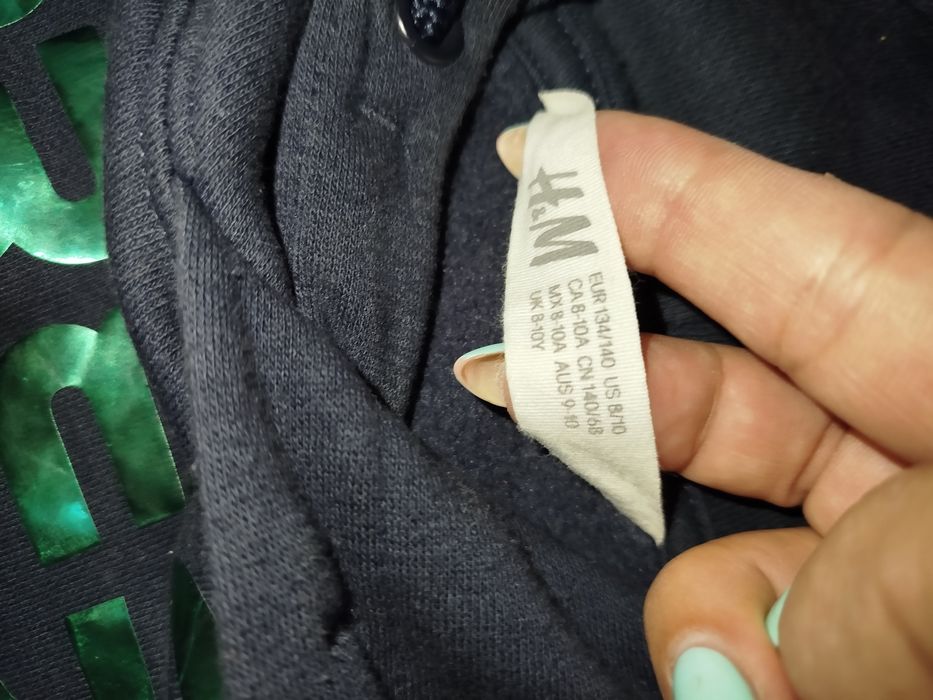 H&M
EUR 134/140 US 8/10
CA 8-10A CN 140/68
MX 8-10A AUS 9-10
UK 8-10Y